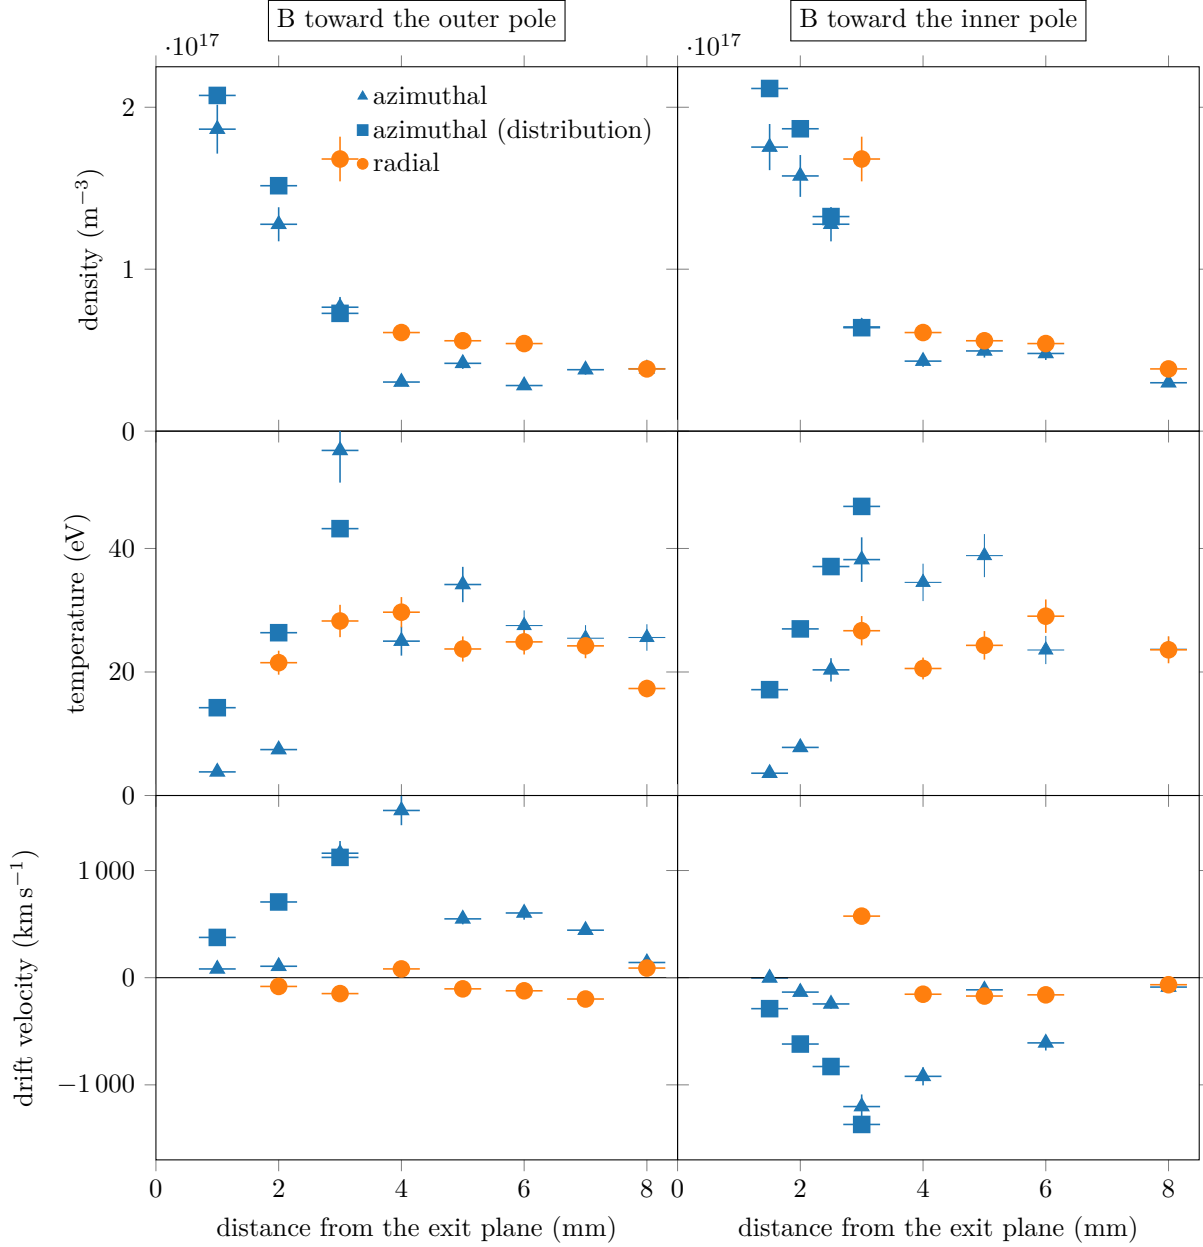 B toward the outer pole
B toward the inner pole
·10¹⁷
·10¹⁷
azimuthal
azimuthal (distribution)
radial
2
1
0
density (m⁻³)
40
20
0
temperature (eV)
1 000
0
−1 000
drift velocity (km s⁻¹)
0 2 4 6 8
0 2 4 6 8
distance from the exit plane (mm)
distance from the exit plane (mm)